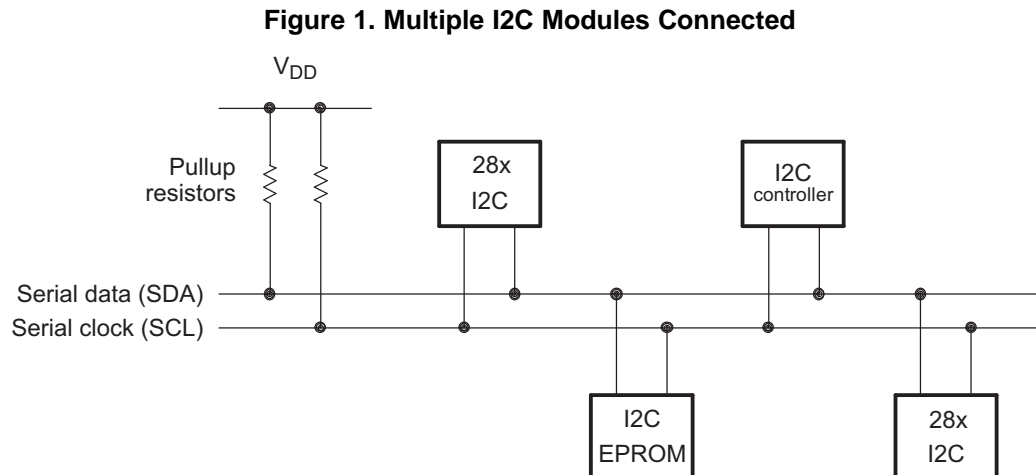 Figure 1. Multiple I2C Modules Connected
VDD
Pullup
resistors
28x
I2C
I2C
controller
Serial data (SDA)
Serial clock (SCL)
I2C
EPROM
28x
I2C